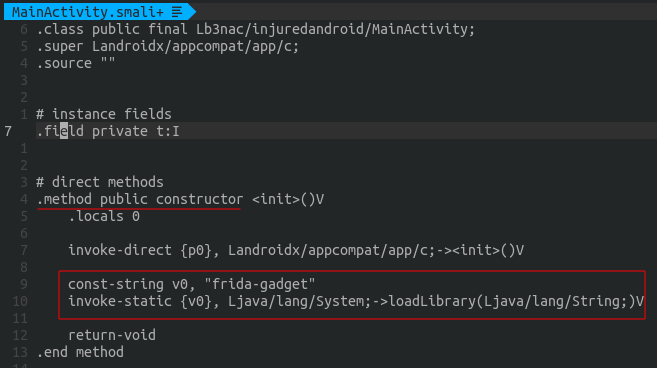 MainActivity.smali+
6 .class public final Lb3nac/injuredandroid/MainActivity;
5 .super Landroidx/appcompat/app/c;
4 .source ""
3
2
1 # instance fields
7 .field private t:I
1
2
3 # direct methods
4 .method public constructor <init>()V
5 .locals 0
6
7 invoke-direct {p0}, Landroidx/appcompat/app/c;-><init>()V
8
9 const-string v0, "frida-gadget"
10 invoke-static {v0}, Ljava/lang/System;->loadLibrary(Ljava/lang/String;)V
11
12 return-void
13 .end method